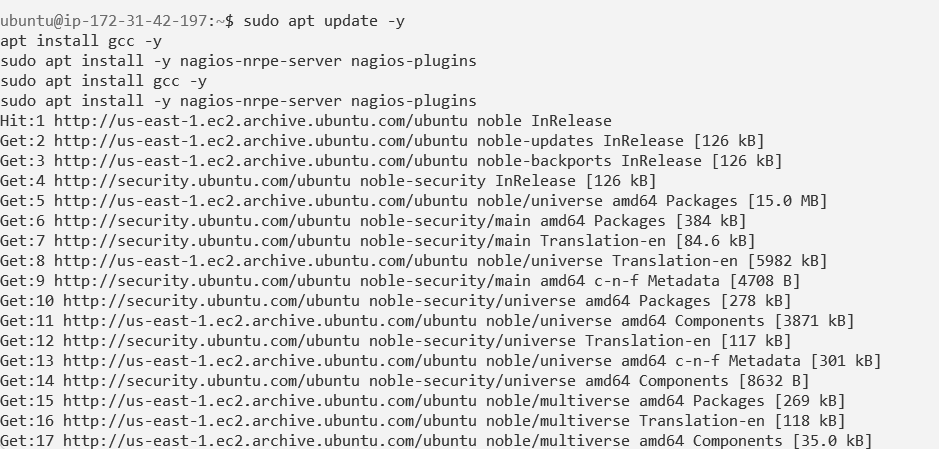 ubuntu@ip-172-31-42-197:~$ sudo apt update -y
apt install gcc -y
sudo apt install -y nagios-nrpe-server nagios-plugins
sudo apt install gcc -y
sudo apt install -y nagios-nrpe-server nagios-plugins
Hit:1 http://us-east-1.ec2.archive.ubuntu.com/ubuntu noble InRelease
Get:2 http://us-east-1.ec2.archive.ubuntu.com/ubuntu noble-updates InRelease [126 kB]
Get:3 http://us-east-1.ec2.archive.ubuntu.com/ubuntu noble-backports InRelease [126 kB]
Get:4 http://security.ubuntu.com/ubuntu noble-security InRelease [126 kB]
Get:5 http://us-east-1.ec2.archive.ubuntu.com/ubuntu noble/universe amd64 Packages [15.0 MB]
Get:6 http://security.ubuntu.com/ubuntu noble-security/main amd64 Packages [384 kB]
Get:7 http://security.ubuntu.com/ubuntu noble-security/main Translation-en [84.6 kB]
Get:8 http://us-east-1.ec2.archive.ubuntu.com/ubuntu noble/universe Translation-en [5982 kB]
Get:9 http://security.ubuntu.com/ubuntu noble-security/main amd64 c-n-f Metadata [4708 B]
Get:10 http://security.ubuntu.com/ubuntu noble-security/universe amd64 Packages [278 kB]
Get:11 http://us-east-1.ec2.archive.ubuntu.com/ubuntu noble/universe amd64 Components [3871 kB]
Get:12 http://security.ubuntu.com/ubuntu noble-security/universe Translation-en [117 kB]
Get:13 http://us-east-1.ec2.archive.ubuntu.com/ubuntu noble/universe amd64 c-n-f Metadata [301 kB]
Get:14 http://security.ubuntu.com/ubuntu noble-security/universe amd64 Components [8632 B]
Get:15 http://us-east-1.ec2.archive.ubuntu.com/ubuntu noble/multiverse amd64 Packages [269 kB]
Get:16 http://us-east-1.ec2.archive.ubuntu.com/ubuntu noble/multiverse Translation-en [118 kB]
Get:17 http://us-east-1.ec2.archive.ubuntu.com/ubuntu noble/multiverse amd64 Components [35.0 kB]